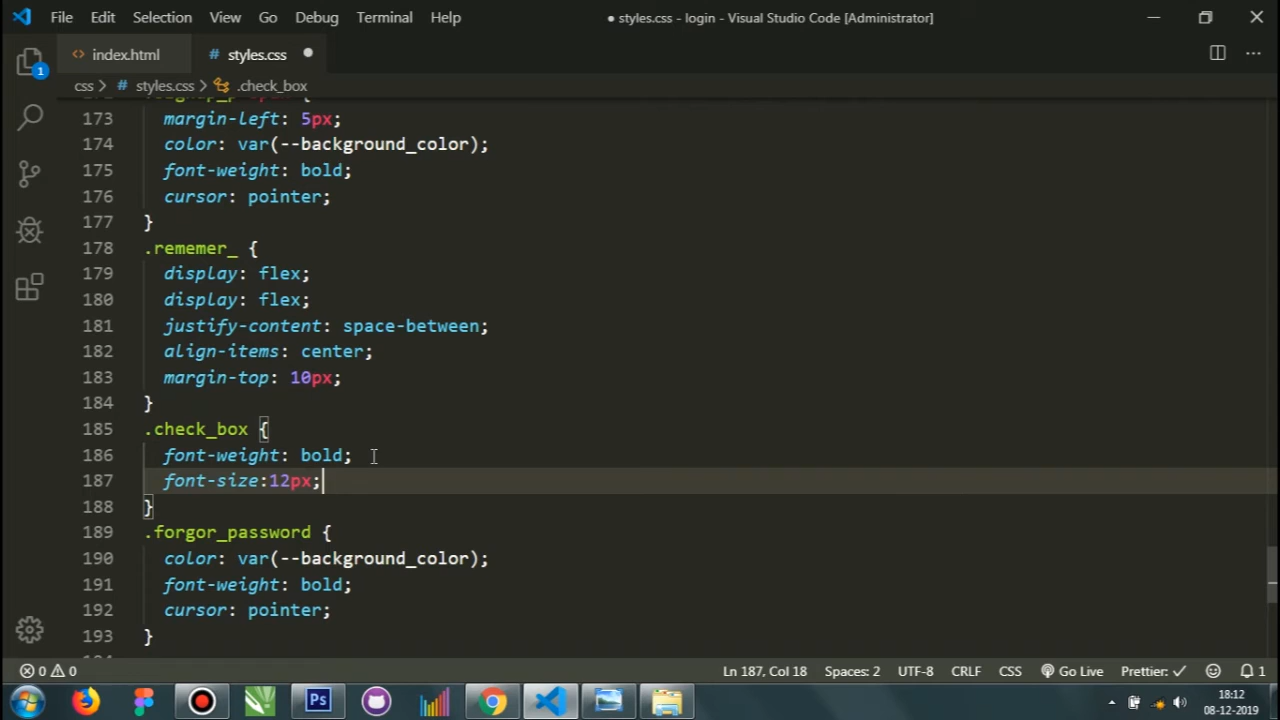 File Edit Selection View Go Debug Terminal Help ● styles.css - login - Visual Studio Code [Administrator]
<> index.html # styles.css ●
css > # styles.css > .check_box
173 margin-left: 5px;
174 color: var(--background_color);
175 font-weight: bold;
176 cursor: pointer;
177 }
178 .rememer_ {
179 display: flex;
180 display: flex;
181 justify-content: space-between;
182 align-items: center;
183 margin-top: 10px;
184 }
185 .check_box {
186 font-weight: bold;
187 font-size:12px;
188 }
189 .forgor_password {
190 color: var(--background_color);
191 font-weight: bold;
192 cursor: pointer;
193 }
1
0 0 Ln 187, Col 18 Spaces: 2 UTF-8 CRLF CSS Go Live Prettier: ✓ 1
Ps 18:12
08-12-2019